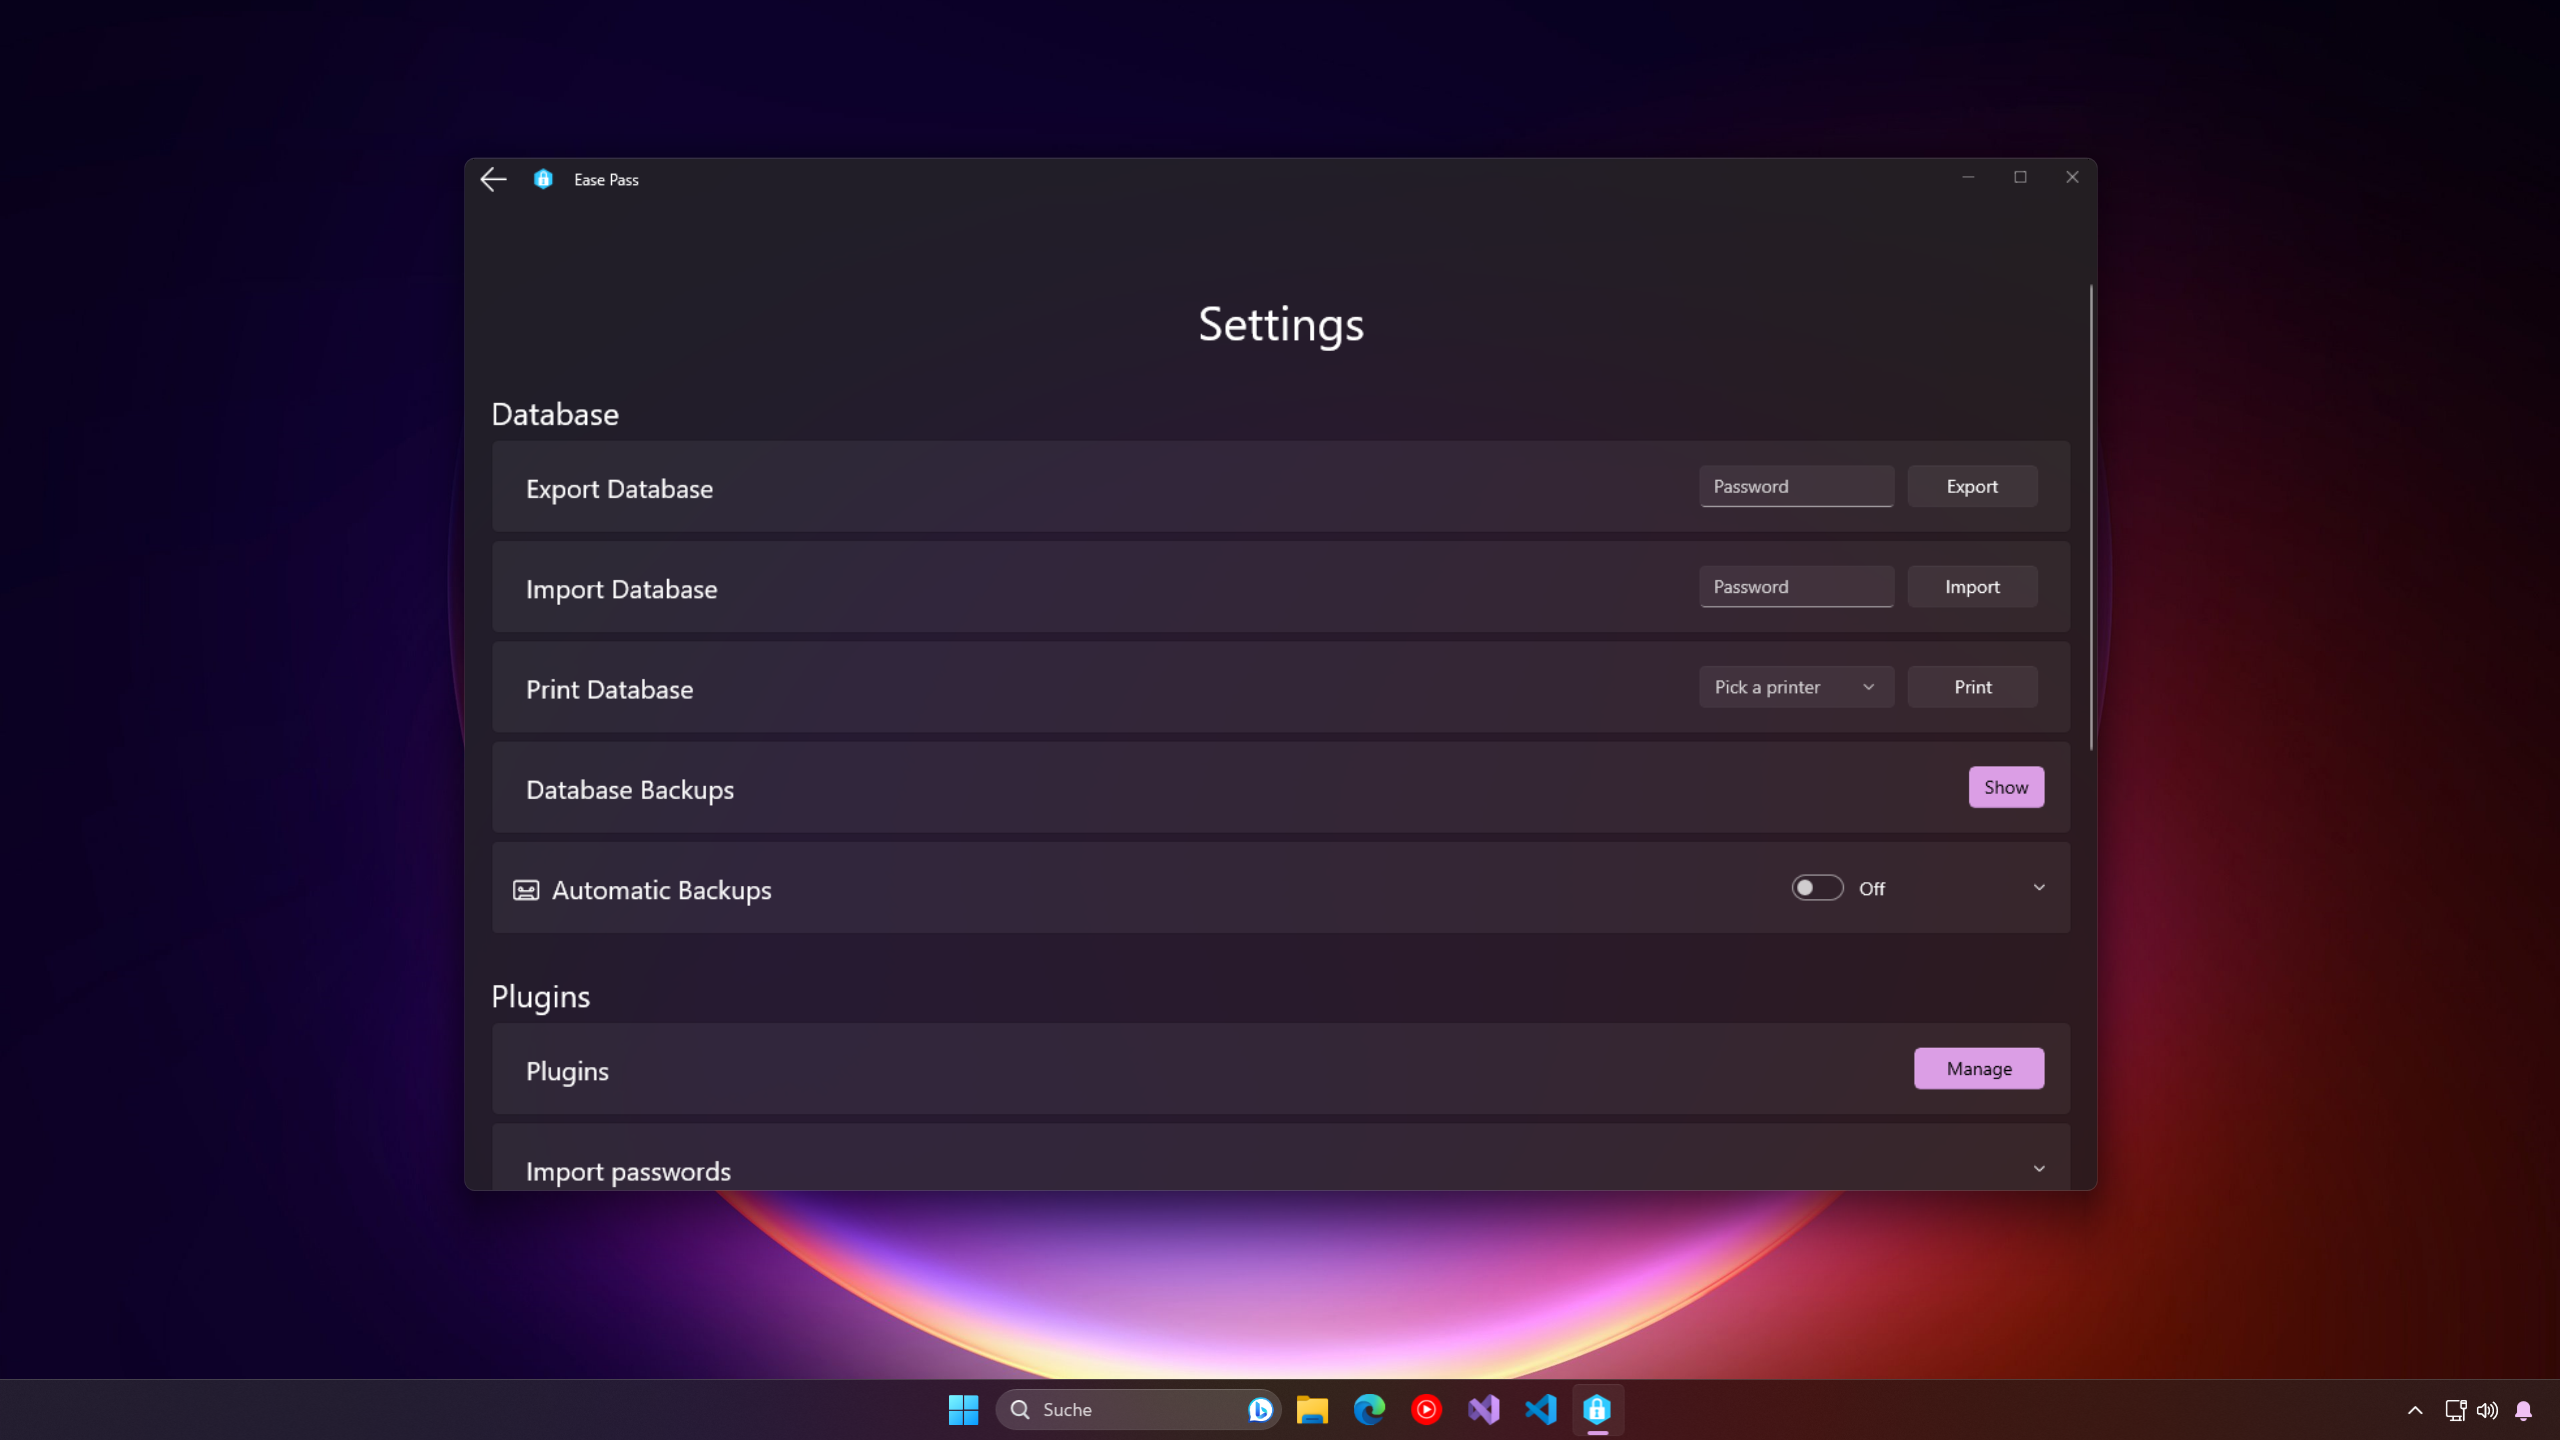 Ease Pass
Settings
Database
Export Database
Password
Export
Import Database
Password
Import
Print Database
Pick a printer
Print
Database Backups
Show
Automatic Backups
Off
Plugins
Plugins
Manage
Import passwords
Suche